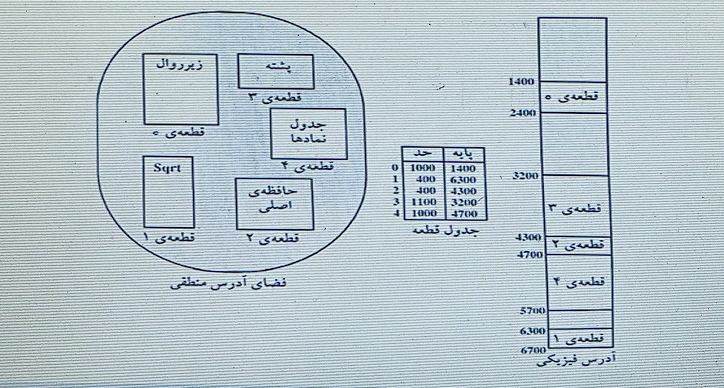 زیرروال
پشته
قطعه‌ی ۳
قطعه‌ی ۰
جدول
نمادها
قطعه‌ی ۴
Sqrt
حافظه‌ی
اصلی
قطعه‌ی ۱
قطعه‌ی ۲
فضای آدرس منطقی
حد پایه
0 1000 1400
1 400 6300
2 400 4300
3 1100 3200
4 1000 4700
جدول قطعه
1400
قطعه‌ی ۰
2400
3200
قطعه‌ی ۳
4300
قطعه‌ی ۲
4700
قطعه‌ی ۴
5700
6300
قطعه‌ی ۱
6700
آدرس فیزیکی